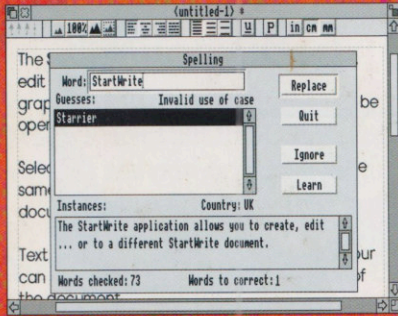 <untitled-1> *
100% in cm mm
U P
The S
edit
grap be
oper
Selec e
same
docu
Text our
can of
the document
Spelling
Word: StartWrite
Guesses: Invalid use of case
Starrier
Replace
Quit
Ignore
Learn
Instances: Country: UK
The StartWrite application allows you to create, edit
... or to a different StartWrite document.
Words checked: 73 Words to correct: 1